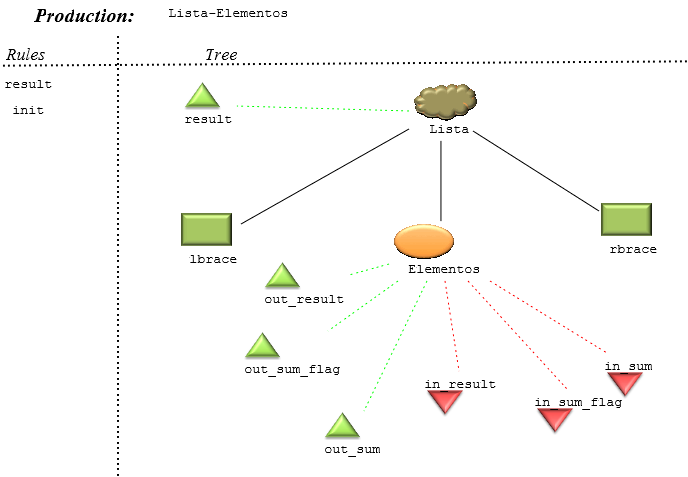 Production: Lista-Elementos
Rules Tree
result
init
result
Lista
lbrace
rbrace
Elementos
out_result
out_sum_flag
in_sum
in_result
in_sum_flag
out_sum